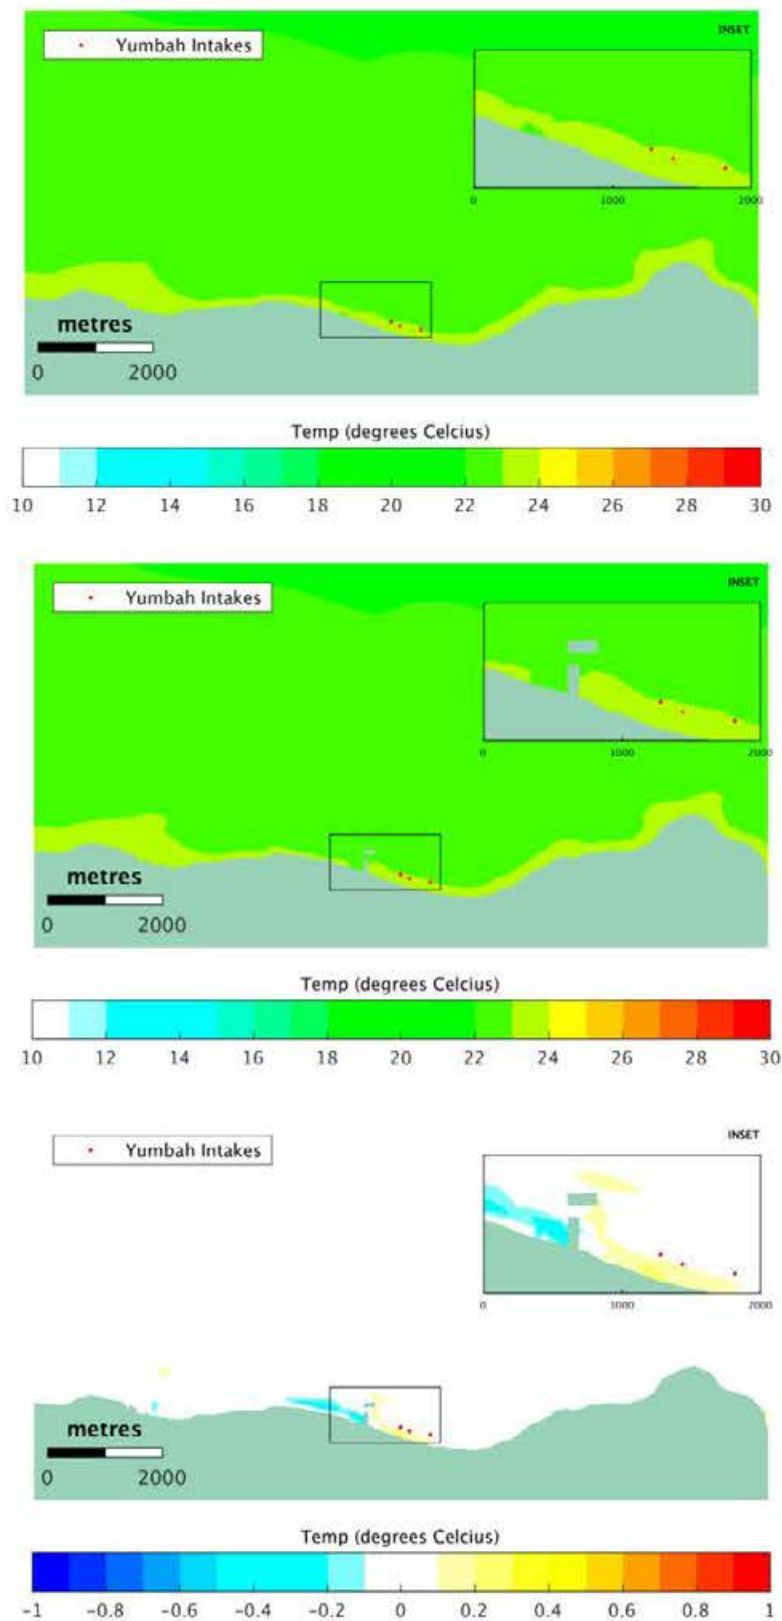 Yumbah Intakes
INSET
0 1000 2000
metres
0 2000
Temp (degrees Celcius)
10 12 14 16 18 20 22 24 26 28 30
Yumbah Intakes
INSET
0 1000 2000
metres
0 2000
Temp (degrees Celcius)
10 12 14 16 18 20 22 24 26 28 30
Yumbah Intakes
INSET
0 1000 2000
metres
0 2000
Temp (degrees Celcius)
-1 -0.8 -0.6 -0.4 -0.2 0 0.2 0.4 0.6 0.8 1